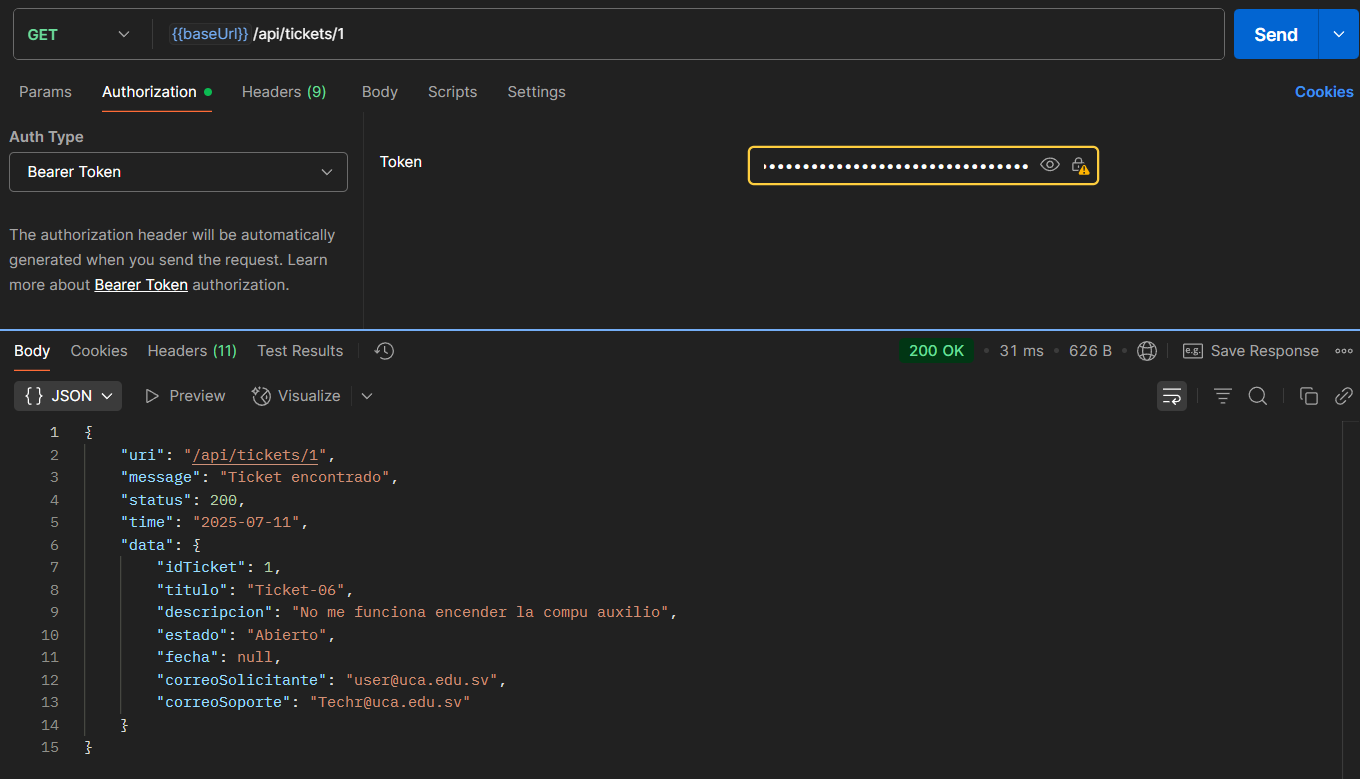 GET {{baseUrl}} /api/tickets/1 Send
Params Authorization Headers (9) Body Scripts Settings Cookies
Auth Type
Bearer Token
Token
The authorization header will be automatically
generated when you send the request. Learn
more about Bearer Token authorization.
Body Cookies Headers (11) Test Results 200 OK • 31 ms • 626 B • e.g. Save Response
{} JSON Preview Visualize
1 {
2 "uri": "/api/tickets/1",
3 "message": "Ticket encontrado",
4 "status": 200,
5 "time": "2025-07-11",
6 "data": {
7 "idTicket": 1,
8 "titulo": "Ticket-06",
9 "descripcion": "No me funciona encender la compu auxilio",
10 "estado": "Abierto",
11 "fecha": null,
12 "correoSolicitante": "user@uca.edu.sv",
13 "correoSoporte": "Techr@uca.edu.sv"
14 }
15 }